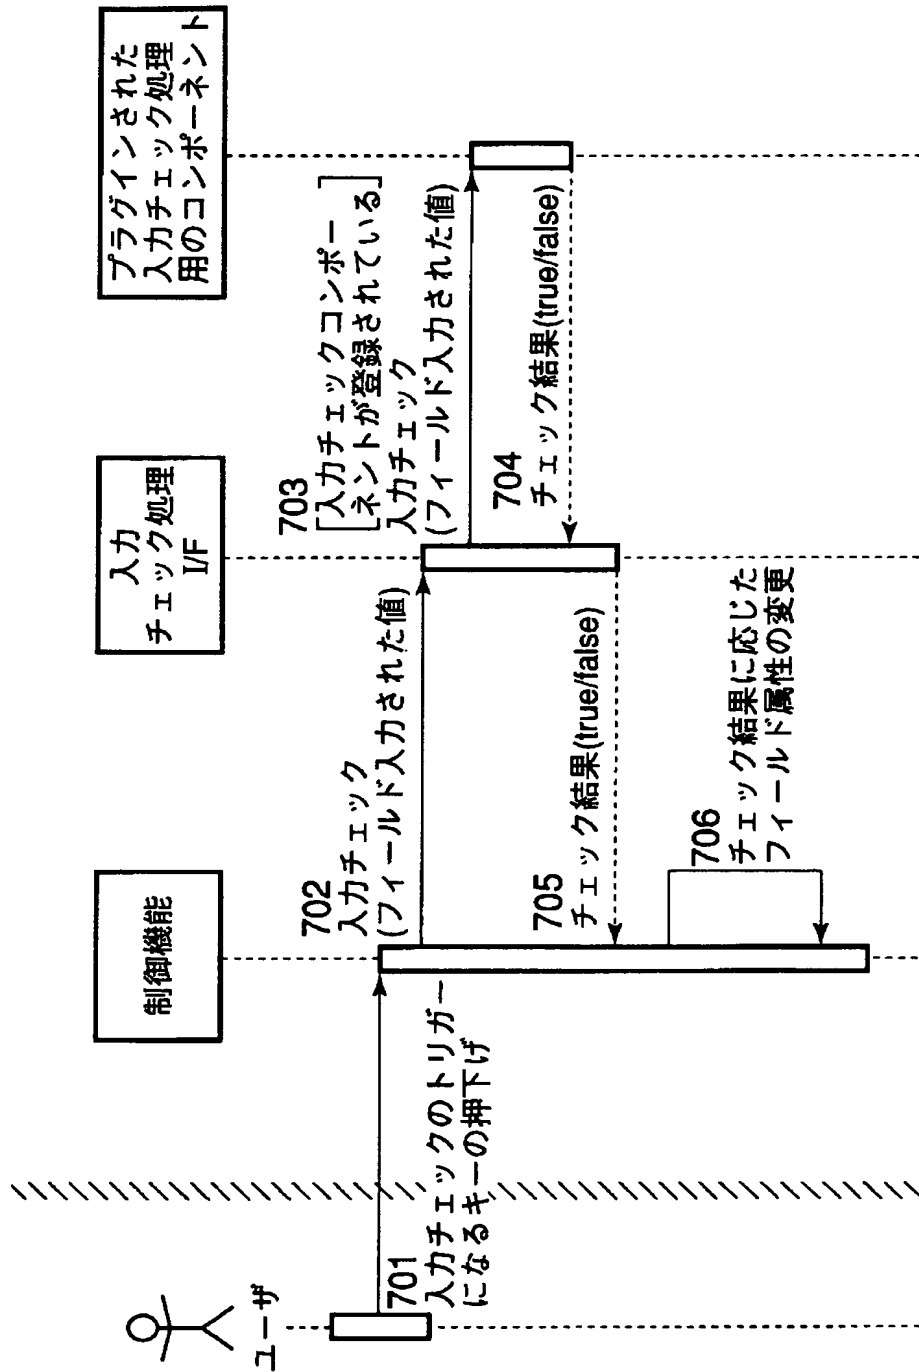 ユーザ
制御機能
入力
チェック処理
I/F
プラグインされた
入力チェック処理
用のコンポーネント
701
入力チェックのトリガー
になるキーの押下げ
702
入力チェック
(フィールド入力された値)
703
[入力チェックコンポー
ネントが登録されている]
入力チェック
(フィールド入力された値)
704
チェック結果(true/false)
705
チェック結果(true/false)
706
チェック結果に応じた
フィールド属性の変更